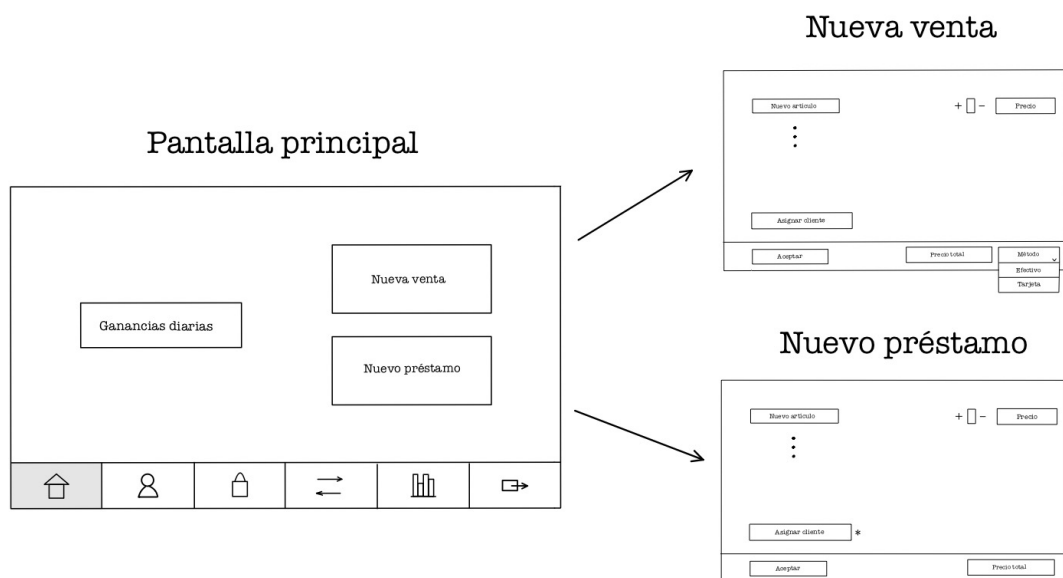 Pantalla principal
Ganancias diarias
Nueva venta
Nuevo préstamo
Nueva venta
Nuevo artículo
+ -
Precio
Asignar cliente
Aceptar
Precio total
Método
Efectivo
Tarjeta
Nuevo préstamo
Nuevo artículo
+ -
Precio
Asignar cliente *
Aceptar
Precio total